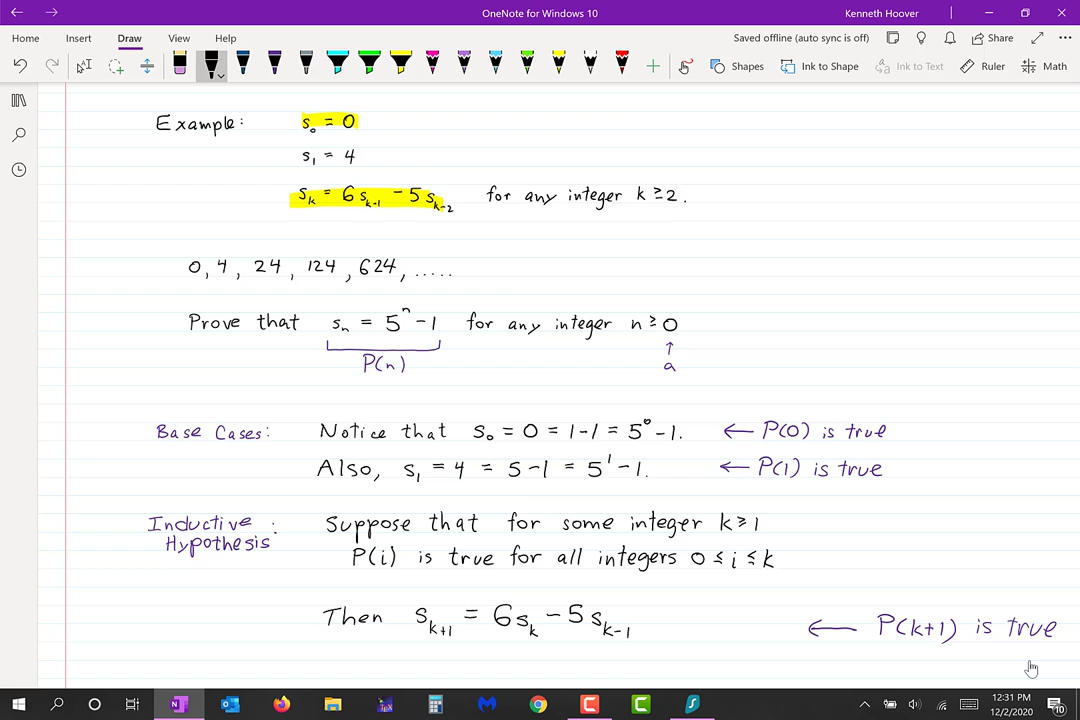 OneNote for Windows 10
Kenneth Hoover
Home Insert Draw View Help
Saved offline (auto sync is off) Share
Shapes Ink to Shape Ink to Text Ruler Math
Example: s₀ = 0
s₁ = 4
sₖ = 6sₖ₋₁ - 5sₖ₋₂ for any integer k ≥ 2.
0, 4, 24, 124, 624, .....
Prove that sₙ = 5ⁿ - 1 for any integer n ≥ 0
P(n) ↑
a
Base Cases: Notice that s₀ = 0 = 1-1 = 5⁰-1. ← P(0) is true
Also, s₁ = 4 = 5-1 = 5¹-1. ← P(1) is true
Inductive Hypothesis: Suppose that for some integer k ≥ 1
P(i) is true for all integers 0 ≤ i ≤ k
Then sₖ₊₁ = 6sₖ - 5sₖ₋₁ ← P(k+1) is true
12:31 PM
12/2/2020
10